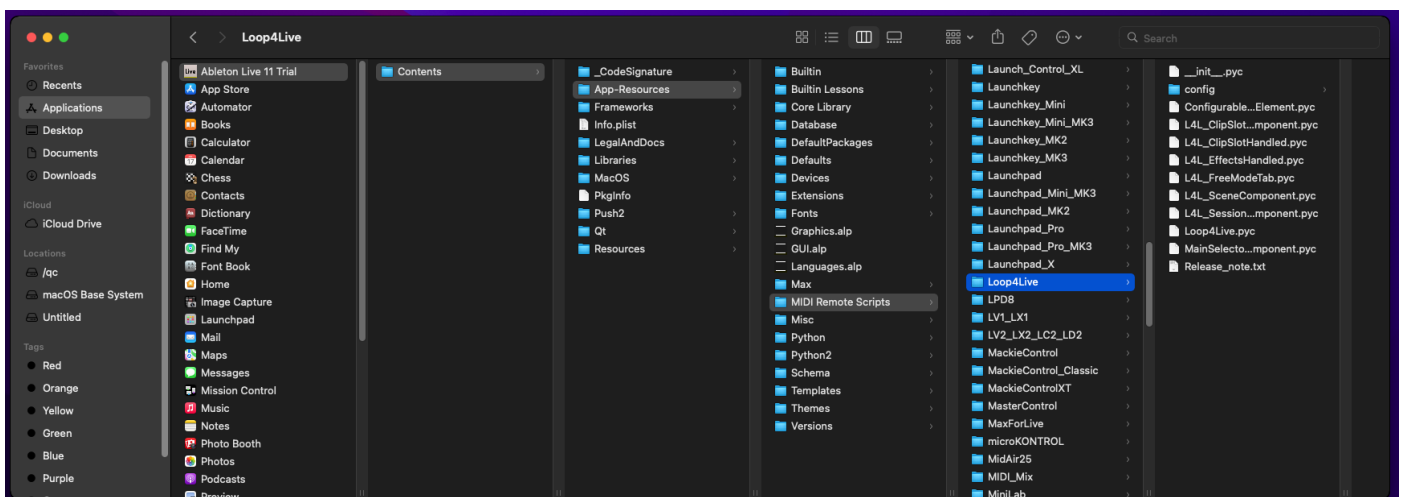 Loop4Live
Search
Favorites
Recents
Applications
Desktop
Documents
Downloads
iCloud
iCloud Drive
Locations
/qc
macOS Base System
Untitled
Tags
Red
Orange
Yellow
Green
Blue
Purple
Ableton Live 11 Trial
App Store
Automator
Books
Calculator
Calendar
Chess
Contacts
Dictionary
FaceTime
Find My
Font Book
Home
Image Capture
Launchpad
Mail
Maps
Messages
Mission Control
Music
Notes
Photo Booth
Photos
Podcasts
Preview
Contents
_CodeSignature
App-Resources
Frameworks
Info.plist
LegalAndDocs
Libraries
MacOS
PkgInfo
Push2
Qt
Resources
Builtin
Builtin Lessons
Core Library
Database
DefaultPackages
Defaults
Devices
Extensions
Fonts
Graphics.alp
GUI.alp
Languages.alp
Max
MIDI Remote Scripts
Misc
Python
Python2
Schema
Templates
Themes
Versions
Launch_Control_XL
Launchkey
Launchkey_Mini
Launchkey_Mini_MK3
Launchkey_MK2
Launchkey_MK3
Launchpad
Launchpad_Mini_MK3
Launchpad_MK2
Launchpad_Pro
Launchpad_Pro_MK3
Launchpad_X
Loop4Live
LPD8
LV1_LX1
LV2_LX2_LC2_LD2
MackieControl
MackieControl_Classic
MackieControlXT
MasterControl
MaxForLive
microKONTROL
MidAir25
MIDI_Mix
MiniLab
__init__.pyc
config
Configurable...Element.pyc
L4L_ClipSlot...mponent.pyc
L4L_ClipSlotHandled.pyc
L4L_EffectsHandled.pyc
L4L_FreeModeTab.pyc
L4L_SceneComponent.pyc
L4L_Session...mponent.pyc
Loop4Live.pyc
MainSelecto...mponent.pyc
Release_note.txt